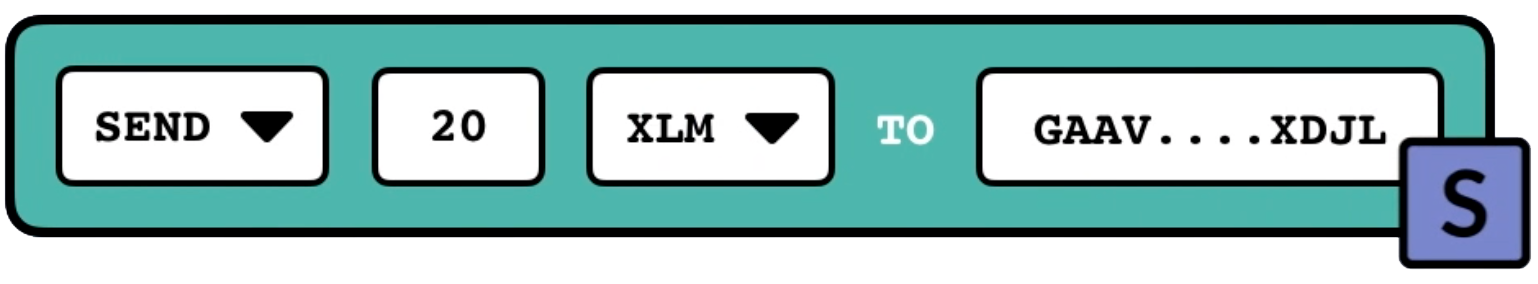 SEND 20 XLM TO GAAV....XDJL
S